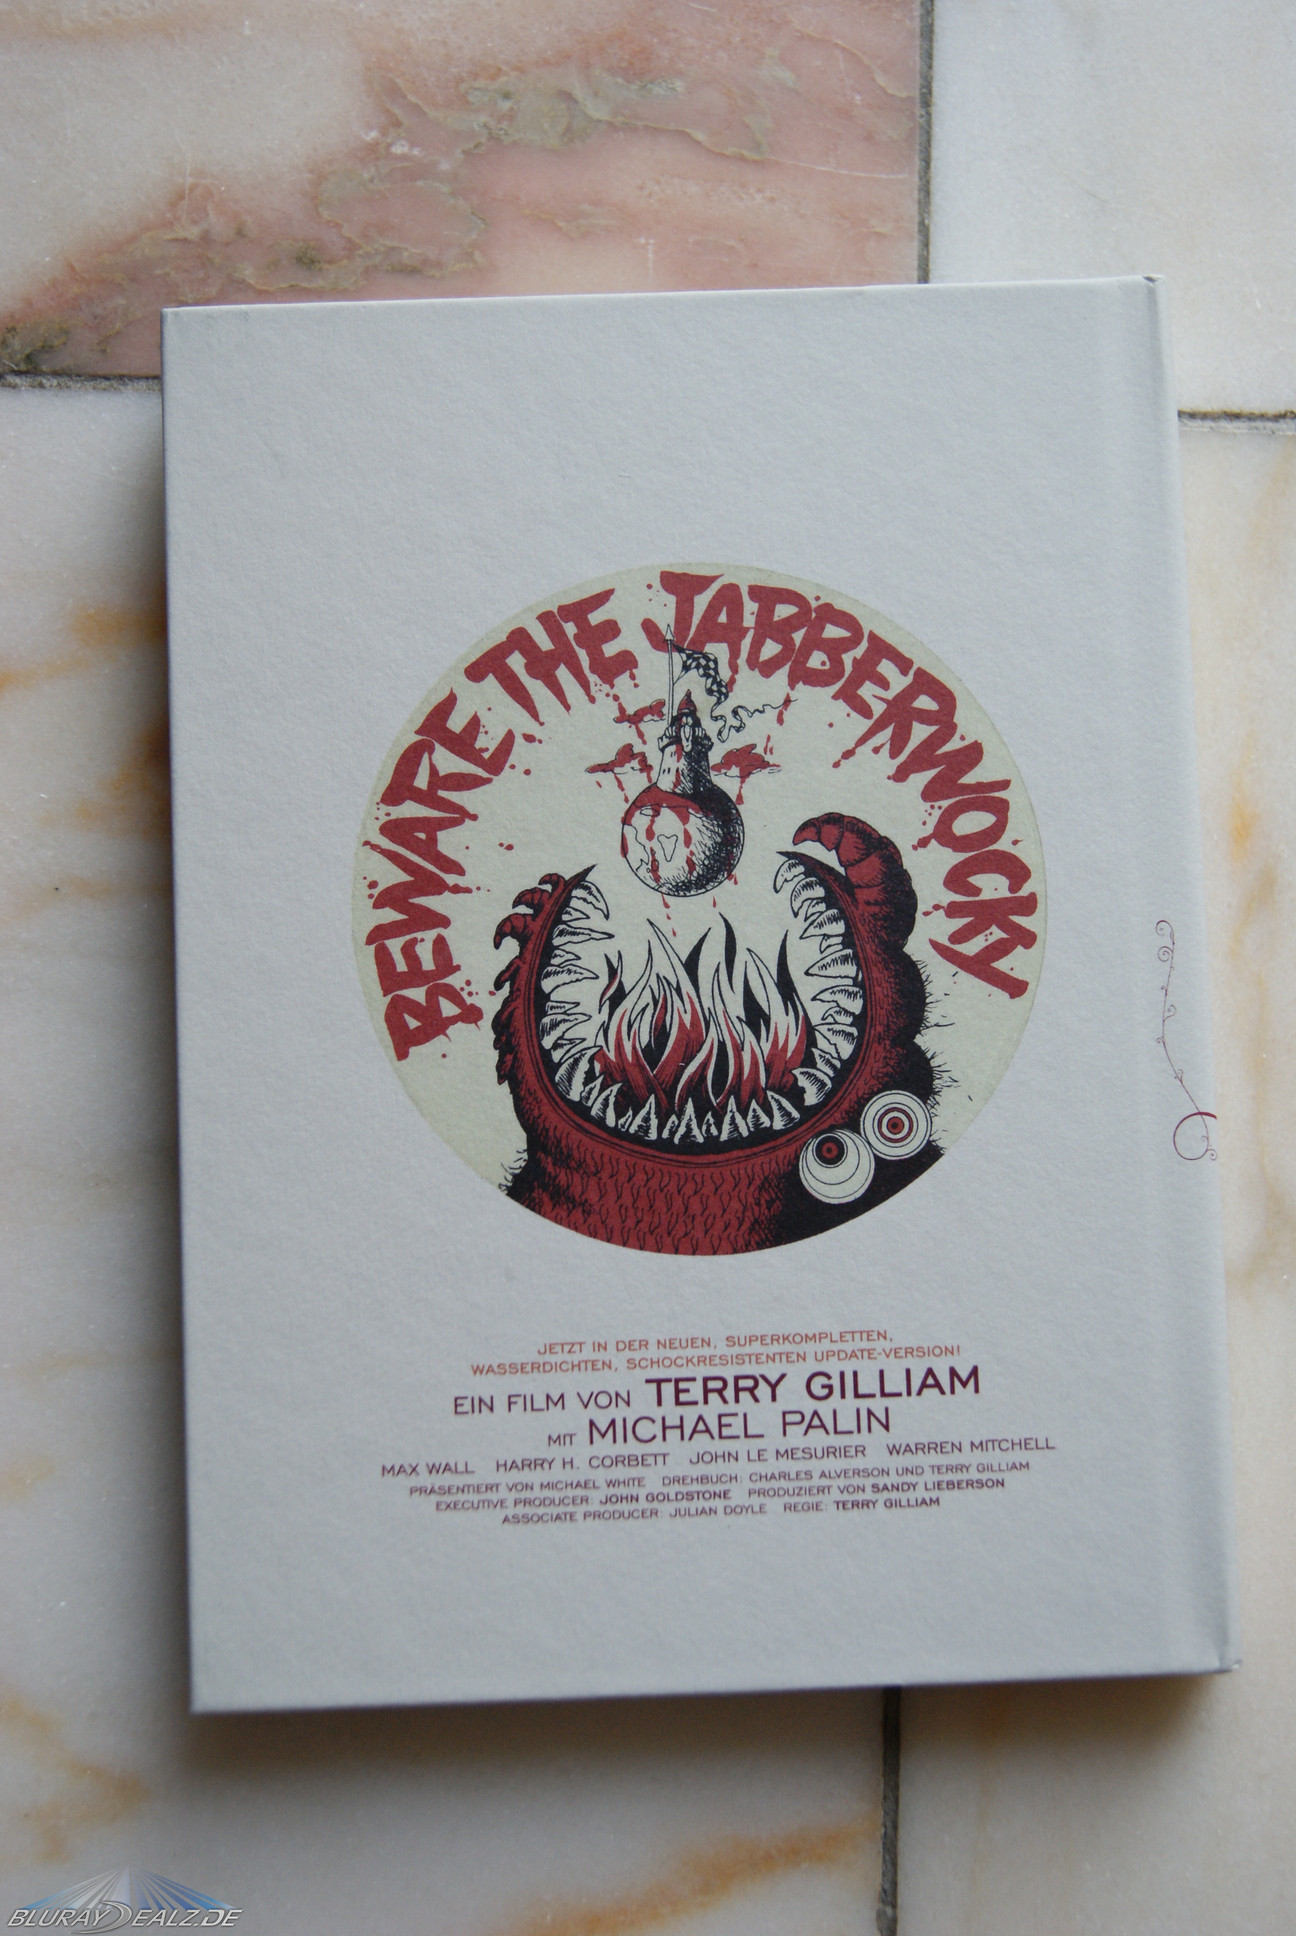 BEWARE THE JABBERWOCKY
JETZT IN DER NEUEN, SUPERKOMPLETTEN,
WASSERDICHTEN, SCHOCKRESISTENTEN UPDATE-VERSION!
EIN FILM VON TERRY GILLIAM
MIT MICHAEL PALIN
MAX WALL HARRY H. CORBETT JOHN LE MESURIER WARREN MITCHELL
PRÄSENTIERT VON MICHAEL WHITE DREHBUCH: CHARLES ALVERSON UND TERRY GILLIAM
EXECUTIVE PRODUCER: JOHN GOLDSTONE PRODUZIERT VON SANDY LIEBERSON
ASSOCIATE PRODUCER: JULIAN DOYLE REGIE: TERRY GILLIAM
BLURAYDEALZ.DE